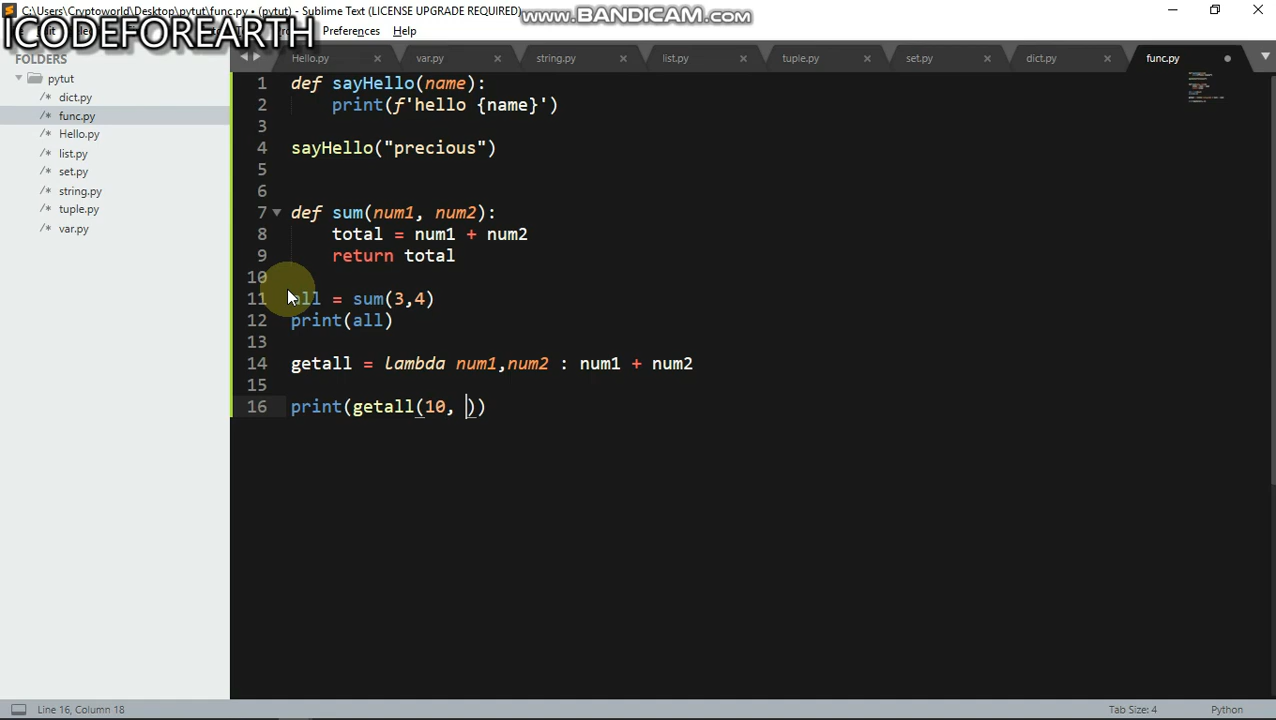 C:\Users\Cryptoworld\Desktop\pytut\func.py • (pytut) - Sublime Text (LICENSE UPGRADE REQUIRED)
www.BANDICAM.com
ICODEFOREARTH
Preferences Help
FOLDERS
pytut
/* dict.py
/* func.py
/* Hello.py
/* list.py
/* set.py
/* string.py
/* tuple.py
/* var.py
Hello.py var.py string.py list.py tuple.py set.py dict.py func.py
1 def sayHello(name):
2 print(f'hello {name}')
3
4 sayHello("precious")
5
6
7 def sum(num1, num2):
8 total = num1 + num2
9 return total
10
11 all = sum(3,4)
12 print(all)
13
14 getall = lambda num1,num2 : num1 + num2
15
16 print(getall(10, ))
Line 16, Column 18 Tab Size: 4 Python